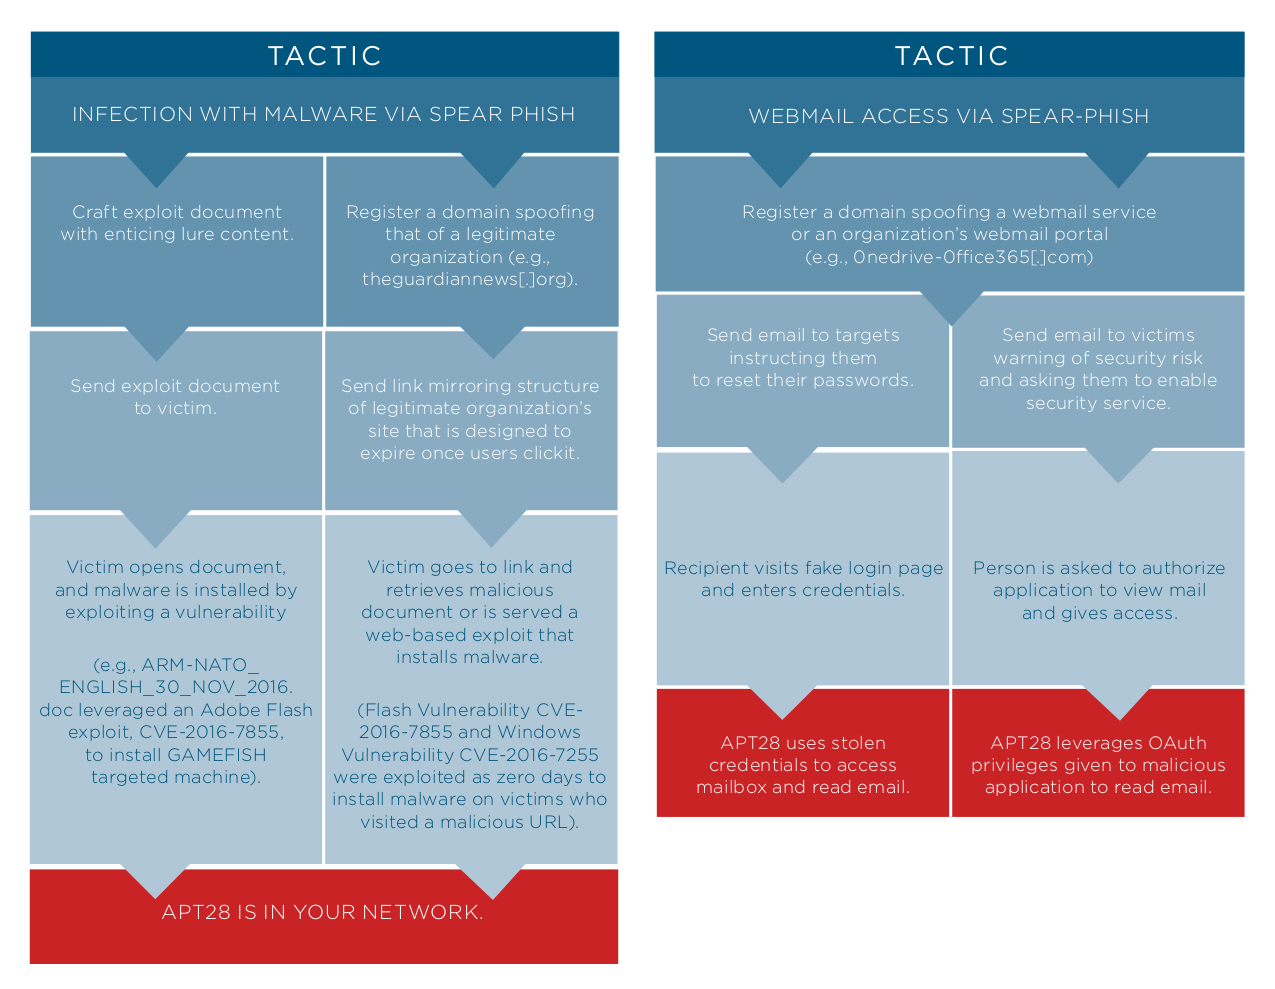 TACTIC
INFECTION WITH MALWARE VIA SPEAR PHISH
Craft exploit document
with enticing lure content.
Register a domain spoofing
that of a legitimate
organization (e.g.,
theguardiannews[.]org).
Send exploit document
to victim.
Send link mirroring structure
of legitimate organization's
site that is designed to
expire once users clickit.
Victim opens document,
and malware is installed by
exploiting a vulnerability
(e.g., ARM-NATO_
ENGLISH_30_NOV_2016.
doc leveraged an Adobe Flash
exploit, CVE-2016-7855,
to install GAMEFISH
targeted machine).
Victim goes to link and
retrieves malicious
document or is served a
web-based exploit that
installs malware.
(Flash Vulnerability CVE-
2016-7855 and Windows
Vulnerability CVE-2016-7255
were exploited as zero days to
install malware on victims who
visited a malicious URL).
APT28 IS IN YOUR NETWORK.
TACTIC
WEBMAIL ACCESS VIA SPEAR-PHISH
Register a domain spoofing a webmail service
or an organization's webmail portal
(e.g., 0nedrive-0ffice365[.]com)
Send email to targets
instructing them
to reset their passwords.
Send email to victims
warning of security risk
and asking them to enable
security service.
Recipient visits fake login page
and enters credentials.
Person is asked to authorize
application to view mail
and gives access.
APT28 uses stolen
credentials to access
mailbox and read email.
APT28 leverages OAuth
privileges given to malicious
application to read email.